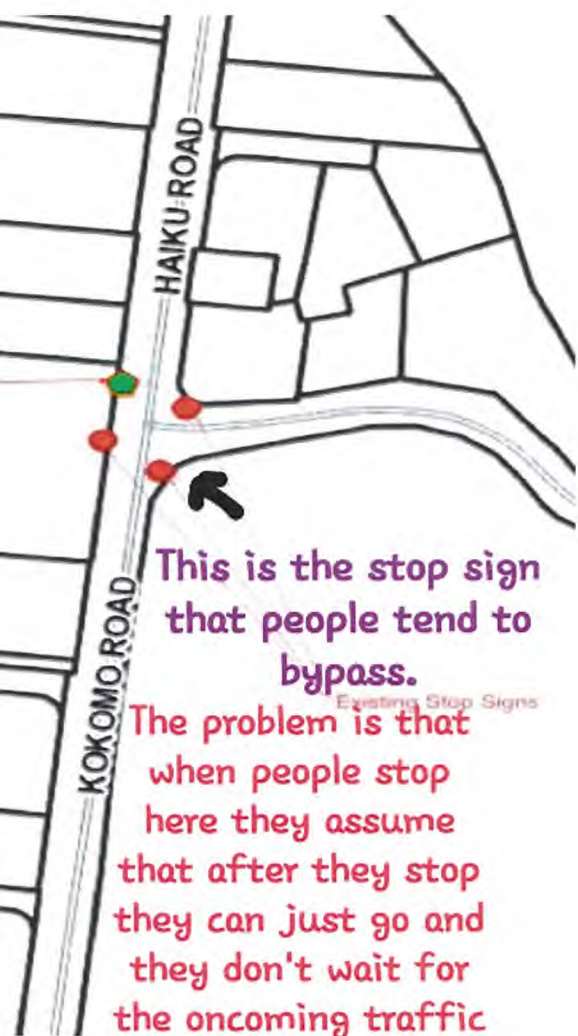 HAIKU ROAD
This is the stop sign
that people tend to
bypass.
Existing Stop Signs
KOKOMO ROAD
The problem is that
when people stop
here they assume
that after they stop
they can just go and
they don't wait for
the oncoming traffic